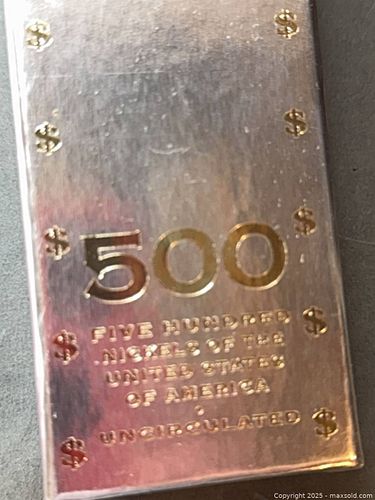 $ $
$ $
$ $
500
$ $
FIVE HUNDRED
NICKELS OF THE
UNITED STATES
OF AMERICA
UNCIRCULATED
$ $
Copyright 2025 - maxsold.com